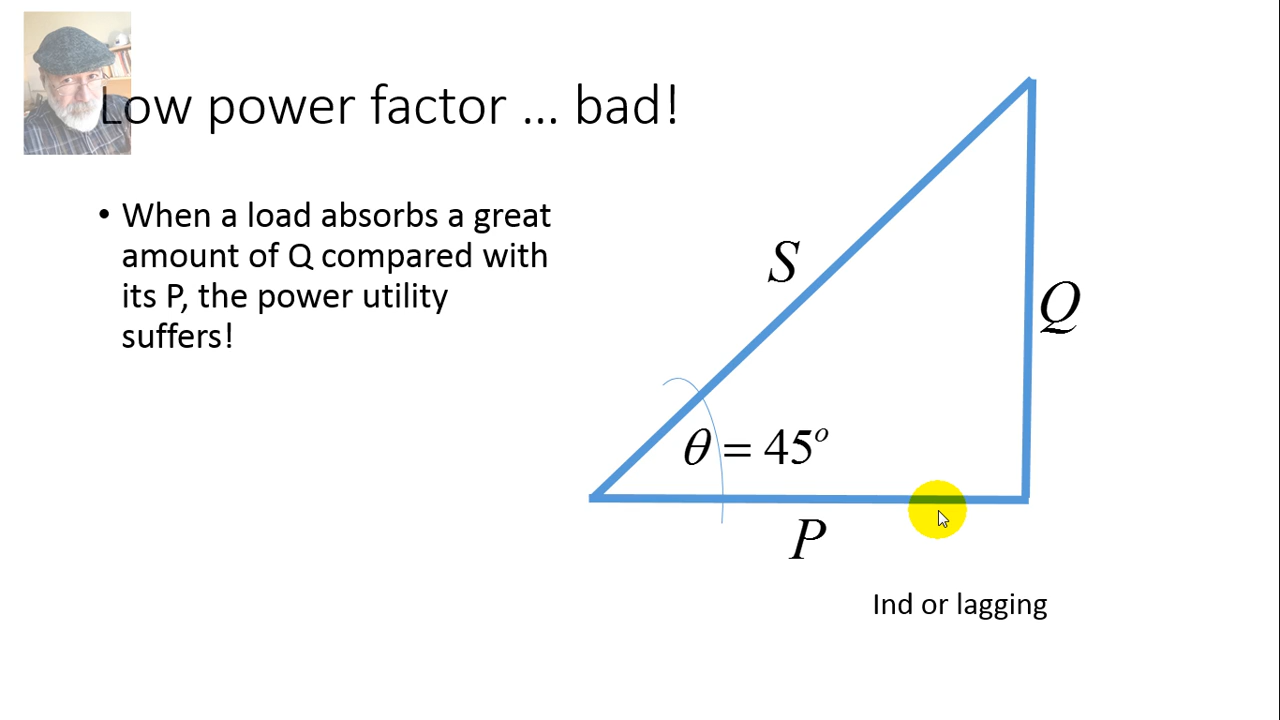 Low power factor ... bad!
• When a load absorbs a great
amount of Q compared with
its P, the power utility
suffers!
S
Q
θ = 45°
P
Ind or lagging